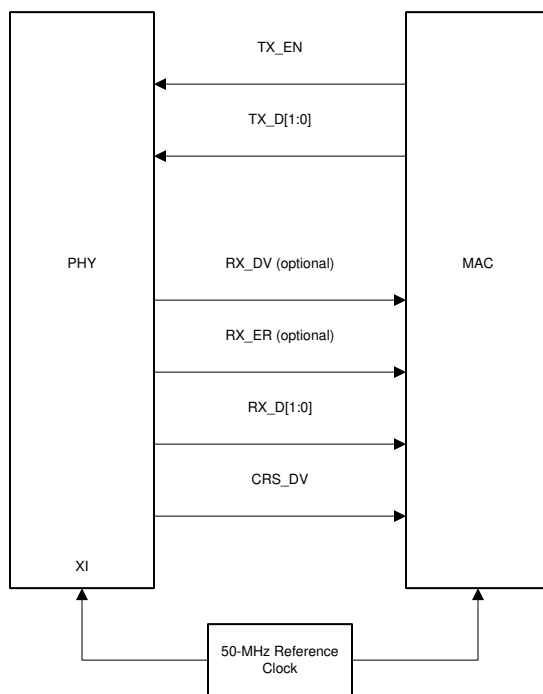 TX_EN
TX_D[1:0]
PHY
RX_DV (optional)
MAC
RX_ER (optional)
RX_D[1:0]
CRS_DV
XI
50-MHz Reference
Clock